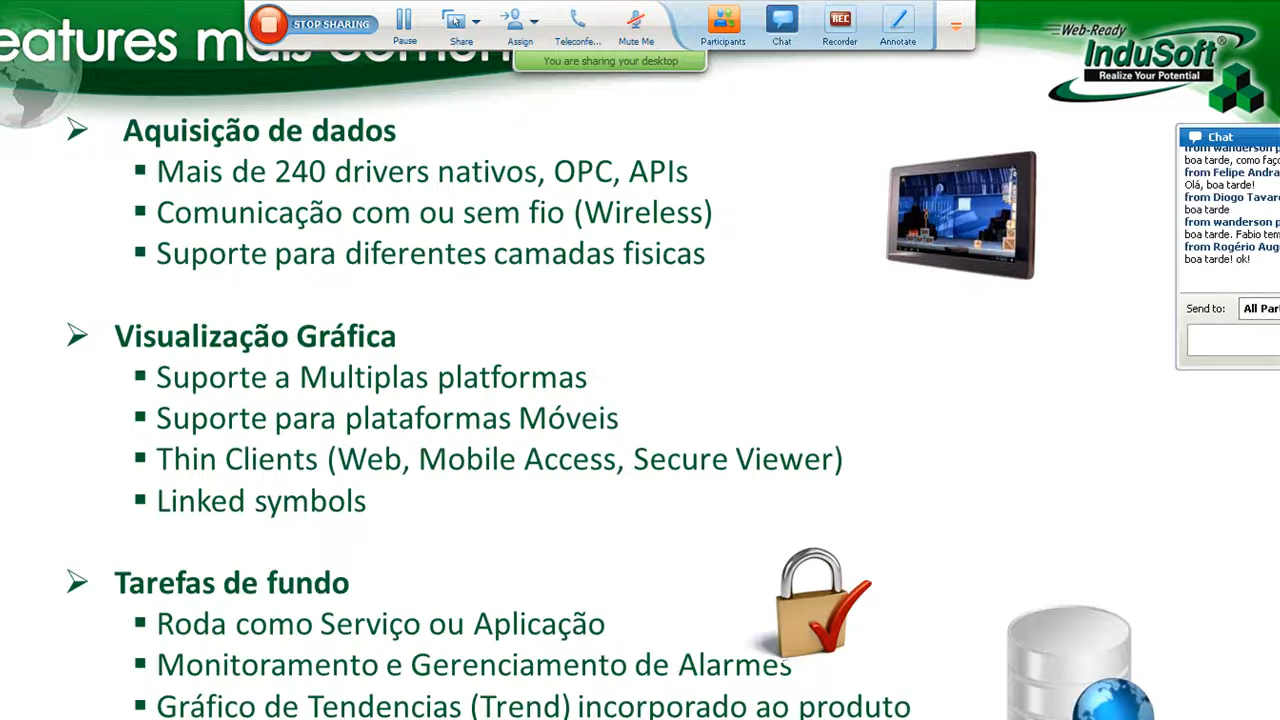 STOP SHARING
Pause
Share
Assign
Teleconfe...
Mute Me
Participants
Chat
Recorder
Annotate
You are sharing your desktop
eatures mais
Web-Ready
InduSoft®
Realize Your Potential
➢ Aquisição de dados
▪ Mais de 240 drivers nativos, OPC, APIs
▪ Comunicação com ou sem fio (Wireless)
▪ Suporte para diferentes camadas fisicas
➢ Visualização Gráfica
▪ Suporte a Multiplas platformas
▪ Suporte para plataformas Móveis
▪ Thin Clients (Web, Mobile Access, Secure Viewer)
▪ Linked symbols
➢ Tarefas de fundo
▪ Roda como Serviço ou Aplicação
▪ Monitoramento e Gerenciamento de Alarmes
▪ Gráfico de Tendencias (Trend) incorporado ao produto
Chat
from wanderson p
boa tarde, como faço
from Felipe Andra
Olá, boa tarde!
from Diogo Tavare
boa tarde
from wanderson p
boa tarde. Fabio tem
from Rogério Aug
boa tarde! ok!
Send to:
All Par